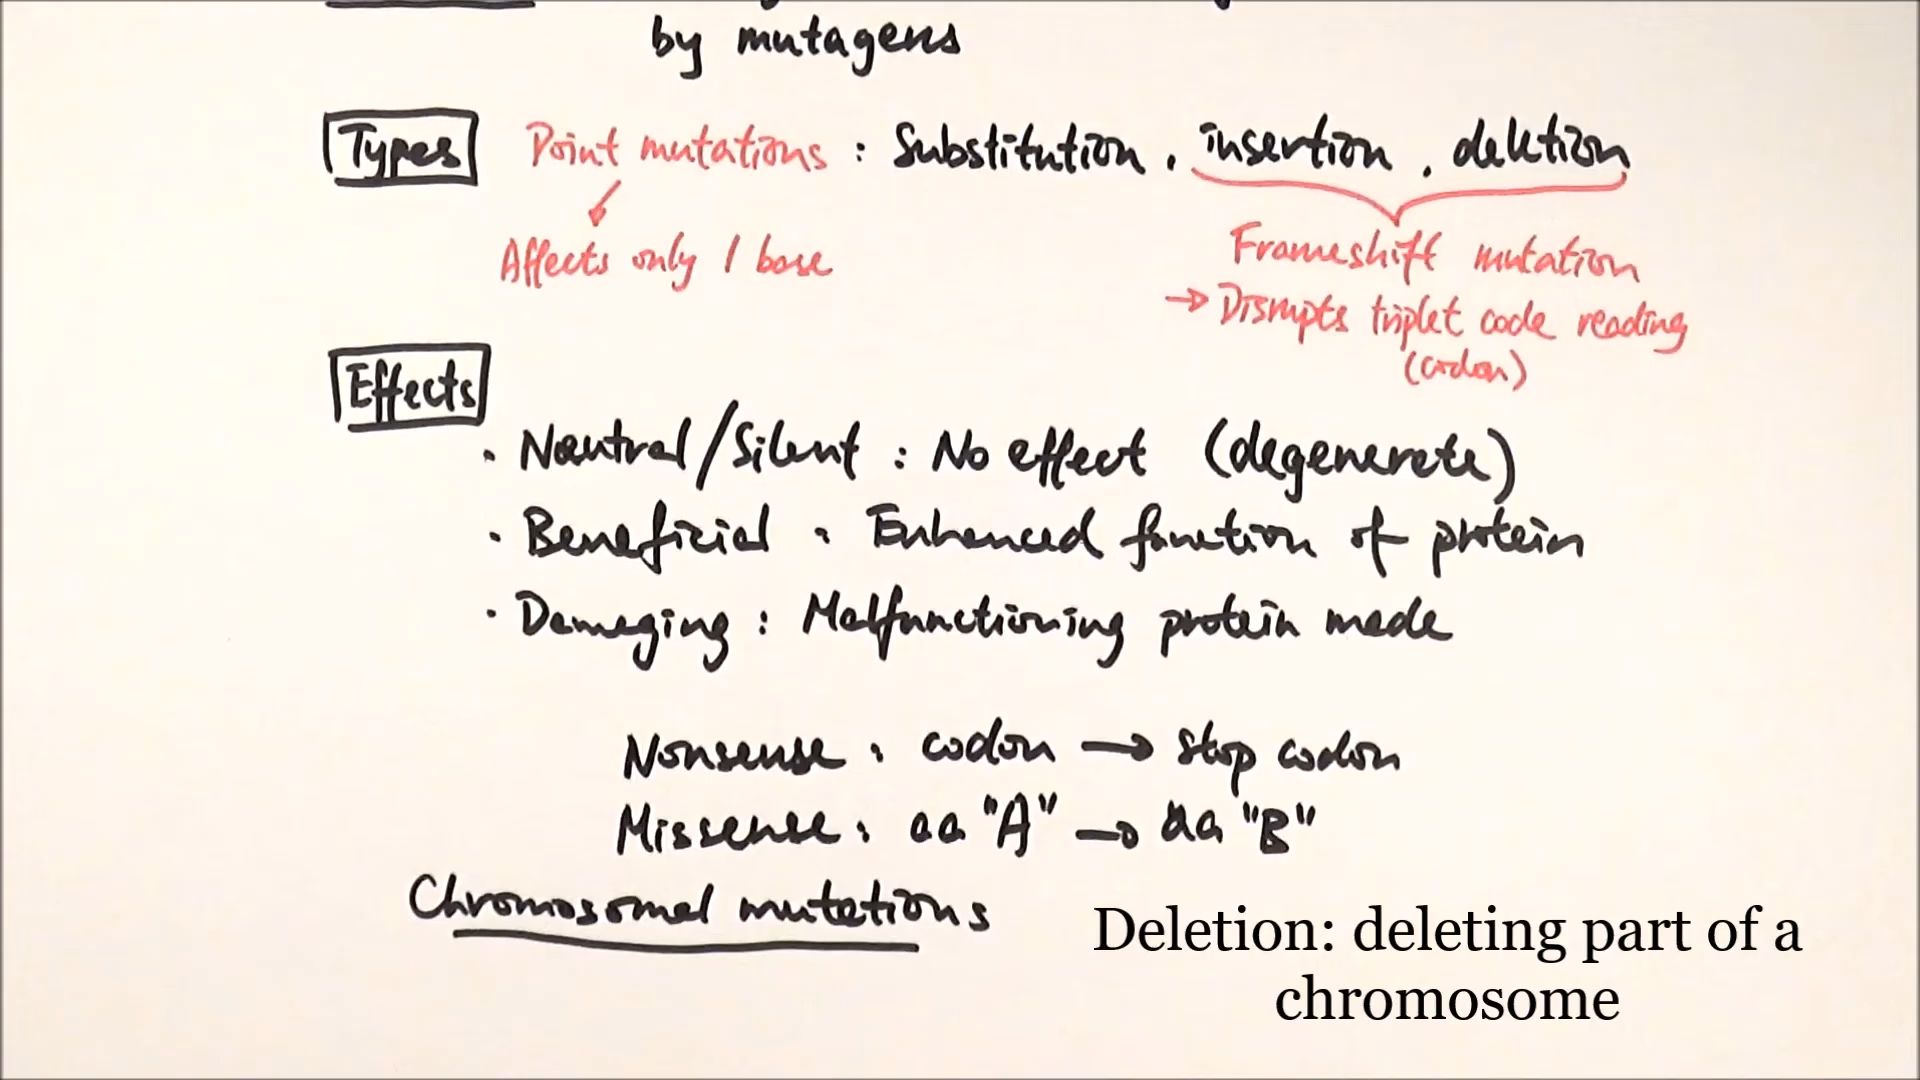 by mutagens
Types Point mutations : Substitution, insertion, deletion
Affects only 1 base
Frameshift mutation
→ Disrupts triplet code reading
(codon)
Effects
· Neutral/Silent : No effect (degenerate)
· Beneficial : Enhanced function of protein
· Damaging : Malfunctioning protein made
Nonsense : codon → stop codon
Missense : aa "A" → aa "B"
Chromosomal mutations
Deletion: deleting part of a
chromosome